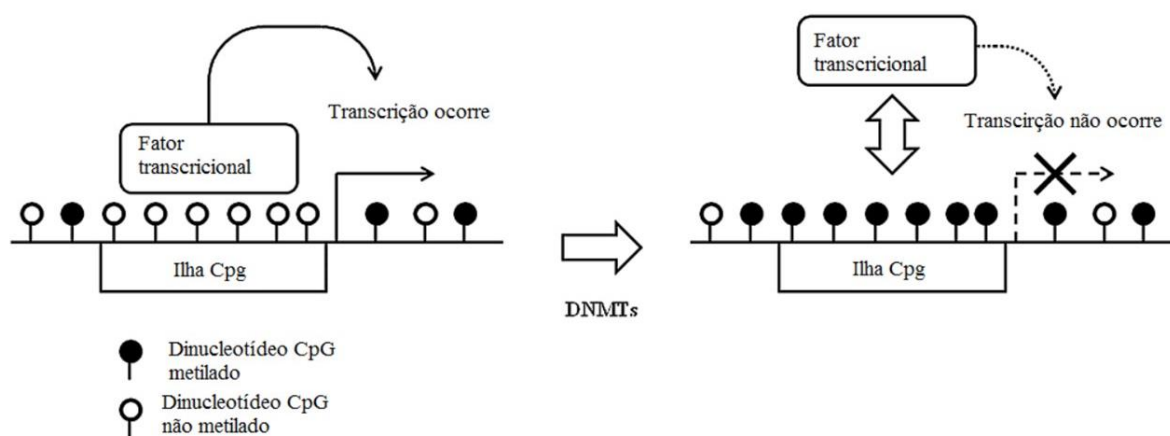 Fator
transcricional
Transcrição ocorre
Ilha Cpg
DNMTs
Fator
transcricional
Transcirção não ocorre
Ilha Cpg
Dinucleotídeo CpG
metilado
Dinucleotídeo CpG
não metilado